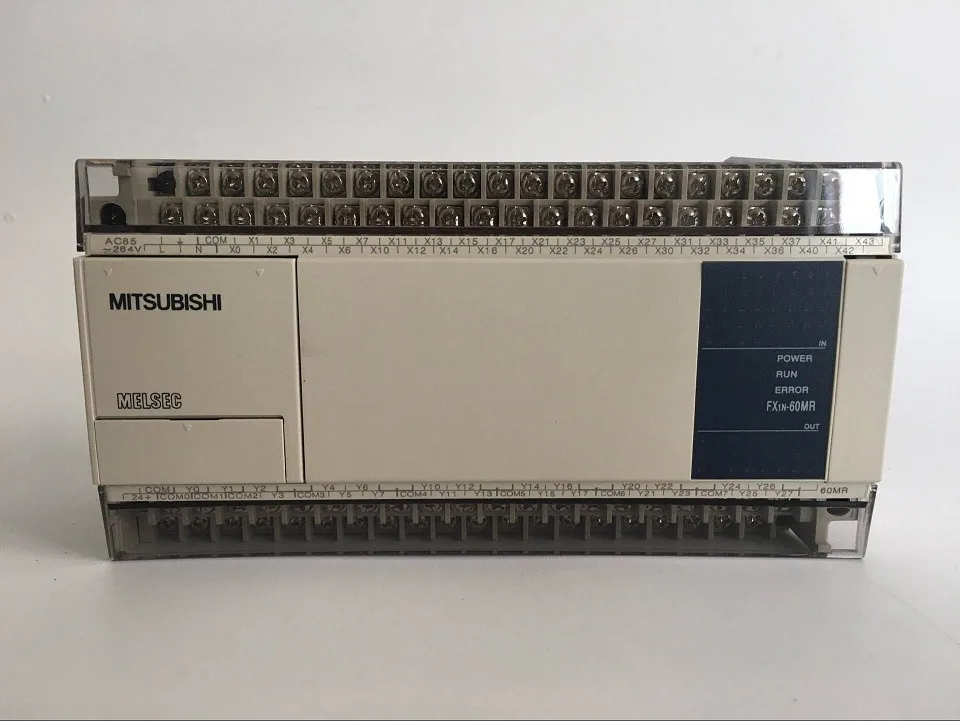 AC85 ⏚ COM X1 X3 X5 X7 X11 X13 X15 X17 X21 X23 X25 X27 X31 X33 X35 X37 X41 X43
~264V L N X0 X2 X4 X6 X10 X12 X14 X16 X20 X22 X24 X26 X30 X32 X34 X36 X40 X42
MITSUBISHI
MELSEC
IN
POWER
RUN
ERROR
FX1N-60MR
OUT
COM Y0 Y1 Y2 Y4 Y6 Y10 Y12 Y14 Y16 Y20 Y22 Y24 Y26 60MR
24+ COM0 COM1 COM2 Y3 COM3 Y5 Y7 COM4 Y11 Y13 COM5 Y15 Y17 COM6 Y21 Y23 COM7 Y25 Y27